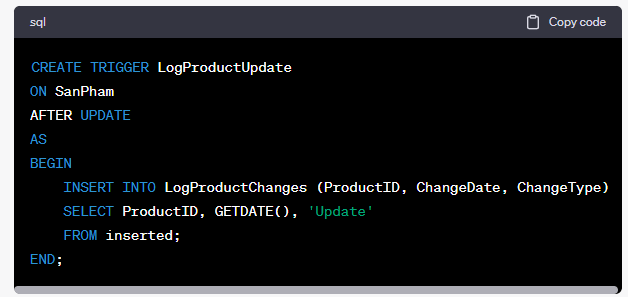 sql
Copy code
CREATE TRIGGER LogProductUpdate
ON SanPham
AFTER UPDATE
AS
BEGIN
    INSERT INTO LogProductChanges (ProductID, ChangeDate, ChangeType)
    SELECT ProductID, GETDATE(), 'Update'
    FROM inserted;
END;